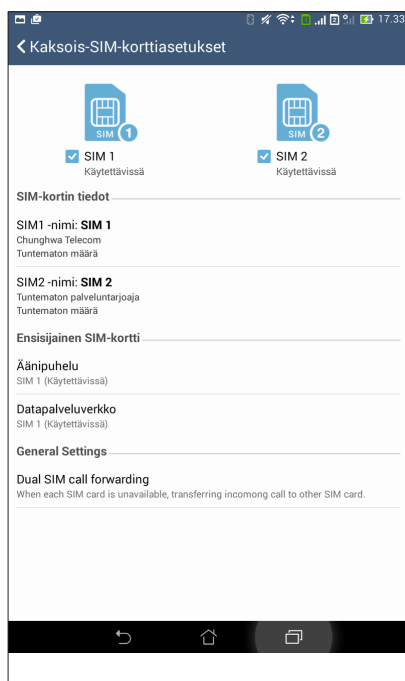 17.33
Kaksois-SIM-korttiasetukset
SIM 1
SIM 2
SIM 1
SIM 2
Käytettävissä
Käytettävissä
SIM-kortin tiedot
SIM1 -nimi: SIM 1
Chunghwa Telecom
Tuntematon määrä
SIM2 -nimi: SIM 2
Tuntematon palveluntarjoaja
Tuntematon määrä
Ensisijainen SIM-kortti
Äänipuhelu
SIM 1 (Käytettävissä)
Datapalveluverkko
SIM 1 (Käytettävissä)
General Settings
Dual SIM call forwarding
When each SIM card is unavailable, transferring incomong call to other SIM card.